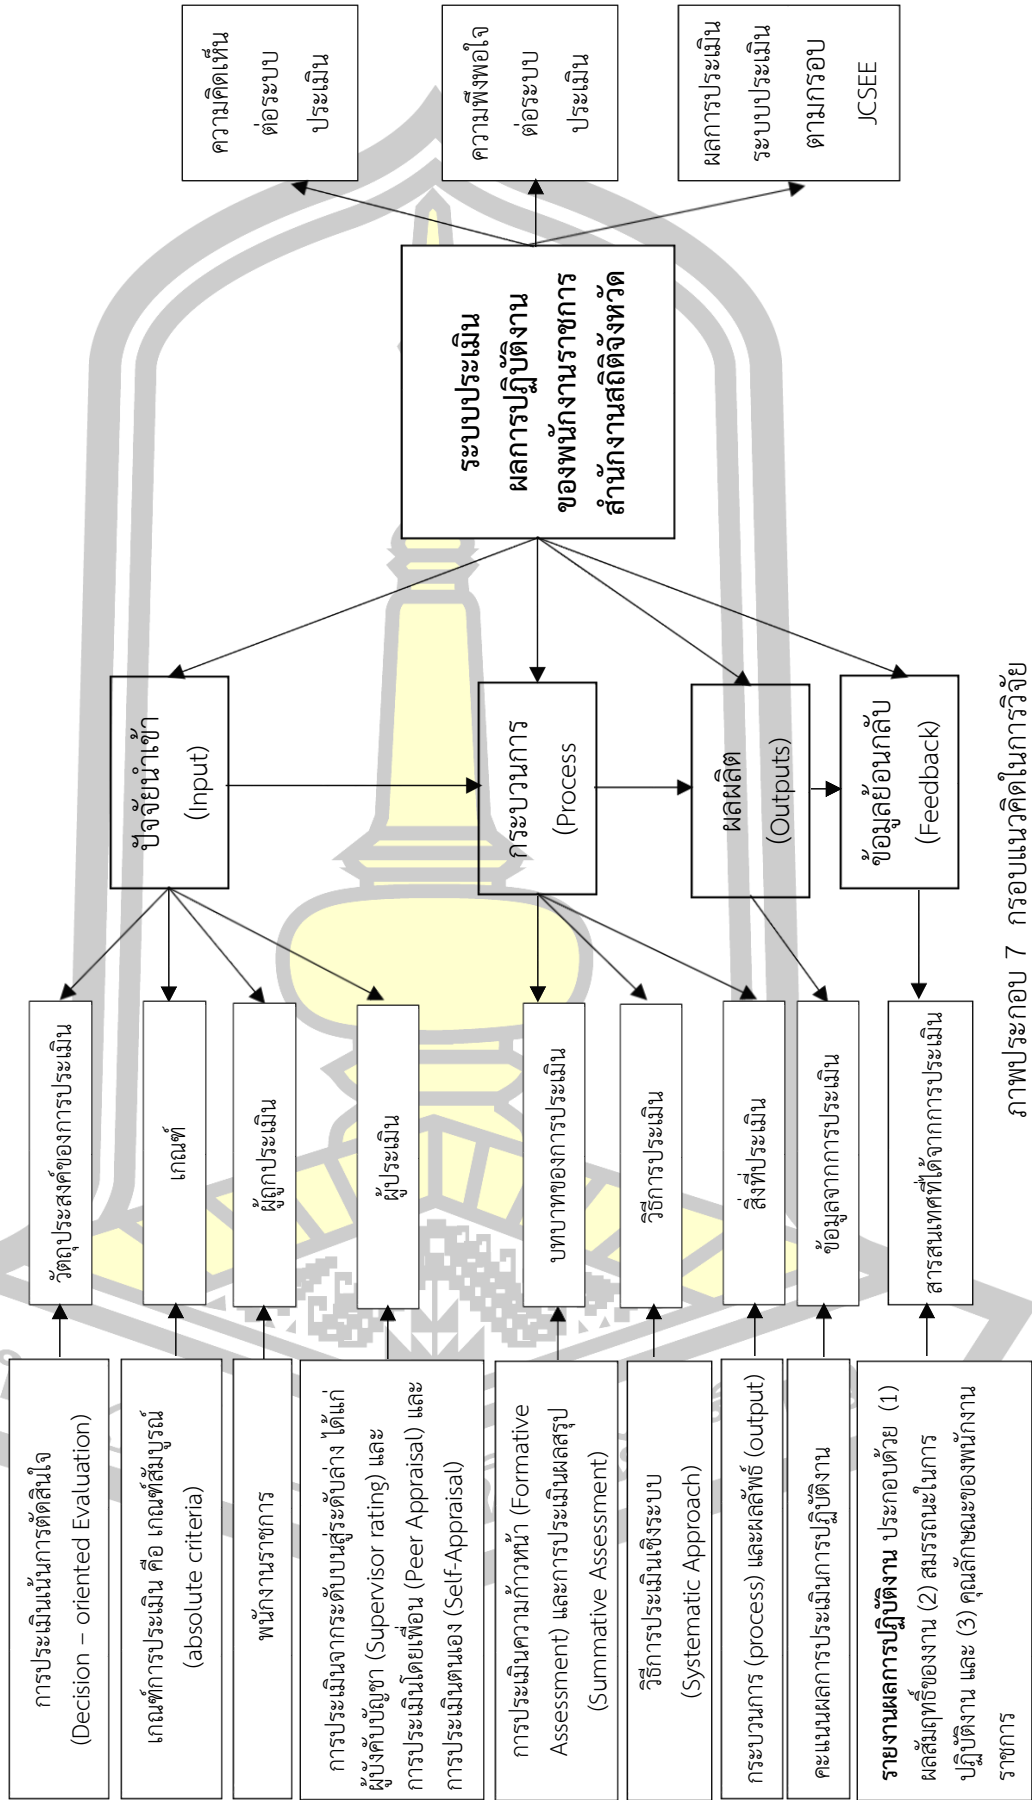 การประเมินเน้นการตัดสินใจ
(Decision – oriented Evaluation)
เกณฑ์การประเมิน คือ เกณฑ์สัมบูรณ์
(absolute criteria)
พนักงานราชการ
การประเมินจากระดับบนสู่ระดับล่าง ได้แก่
ผู้บังคับบัญชา (Supervisor rating) และ
การประเมินโดยเพื่อน (Peer Appraisal) และ
การประเมินตนเอง (Self-Appraisal)
การประเมินความก้าวหน้า (Formative
Assessment) และการประเมินผลสรุป
(Summative Assessment)
วิธีการประเมินเชิงระบบ
(Systematic Approach)
กระบวนการ (process) และผลลัพธ์ (output)
คะแนนผลการประเมินการปฏิบัติงาน
รายงานผลการปฏิบัติงาน ประกอบด้วย (1)
ผลสัมฤทธิ์ของงาน (2) สมรรถนะในการ
ปฏิบัติงาน และ (3) คุณลักษณะของพนักงาน
ราชการ
วัตถุประสงค์ของการประเมิน
เกณฑ์
ผู้ถูกประเมิน
ผู้ประเมิน
บทบาทของการประเมิน
วิธีการประเมิน
สิ่งที่ประเมิน
ข้อมูลจากการประเมิน
สารสนเทศที่ได้จากการประเมิน
ปัจจัยนำเข้า
(Input)
กระบวนการ
(Process
ผลผลิต
(Outputs)
ข้อมูลย้อนกลับ
(Feedback)
ระบบประเมิน
ผลการปฏิบัติงาน
ของพนักงานราชการ
สำนักงานสถิติจังหวัด
ความคิดเห็น
ต่อระบบ
ประเมิน
ความพึงพอใจ
ต่อระบบ
ประเมิน
ผลการประเมิน
ระบบประเมิน
ตามกรอบ
JCSEE
ภาพประกอบ 7 กรอบแนวคิดในการวิจัย